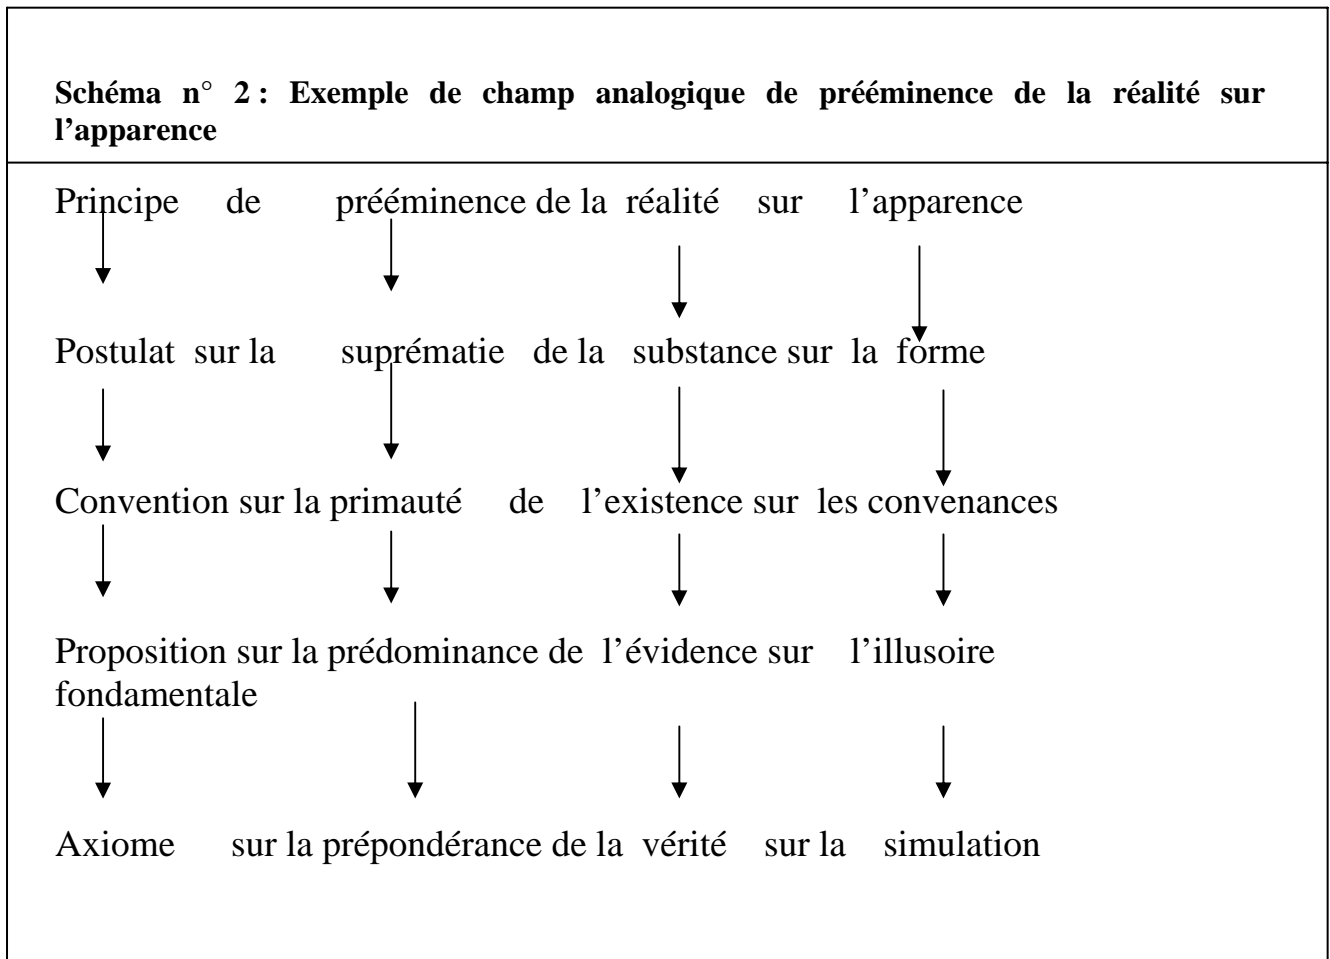 Schéma n° 2 : Exemple de champ analogique de prééminence de la réalité sur
l’apparence
Principe de prééminence de la réalité sur l’apparence
Postulat sur la suprématie de la substance sur la forme
Convention sur la primauté de l’existence sur les convenances
Proposition sur la prédominance de l’évidence sur l’illusoire
fondamentale
Axiome sur la prépondérance de la vérité sur la simulation